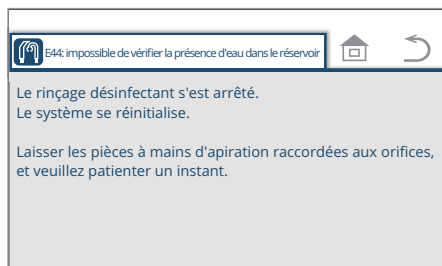 E44: impossible de vérifier la présence d'eau dans le réservoir
Le rinçage désinfectant s'est arrêté.
Le système se réinitialise.
Laisser les pièces à mains d'apiration raccordées aux orifices,
et veuillez patienter un instant.